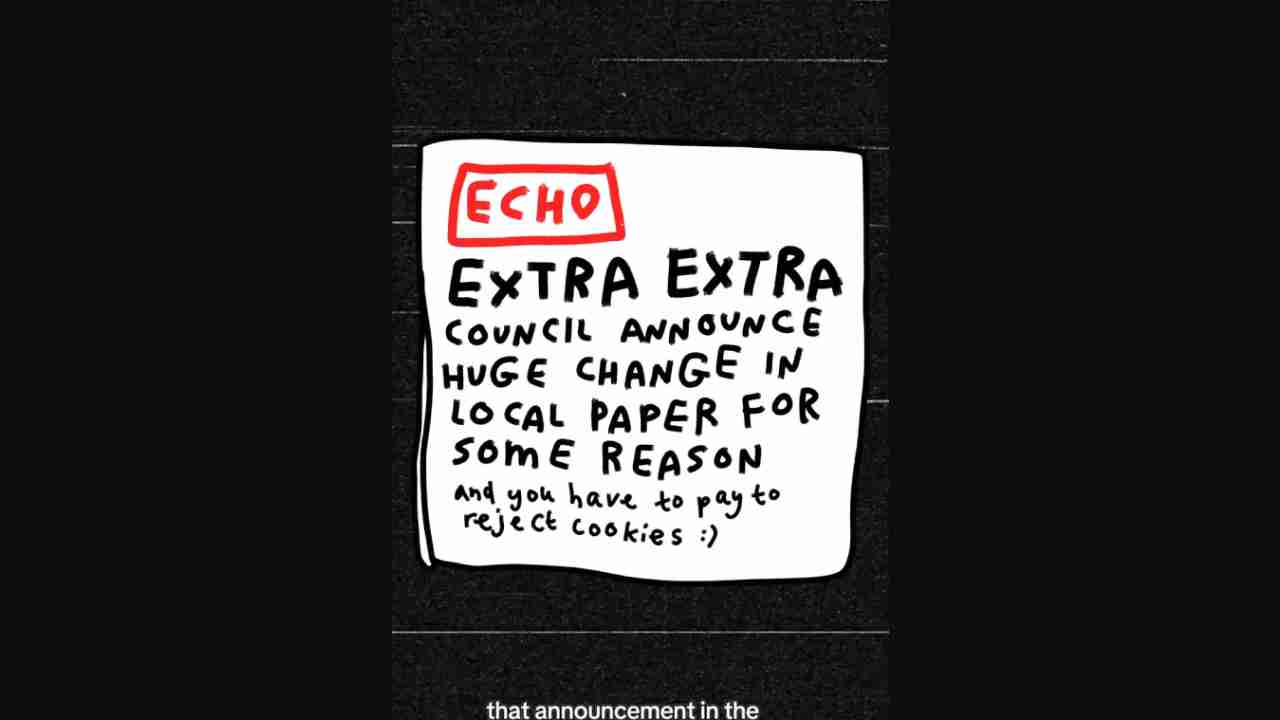 ECHO
EXTRA EXTRA
COUNCIL ANNOUNCE
HUGE CHANGE IN
LOCAL PAPER FOR
SOME REASON
and you have to pay to
reject cookies :)
that announcement in the